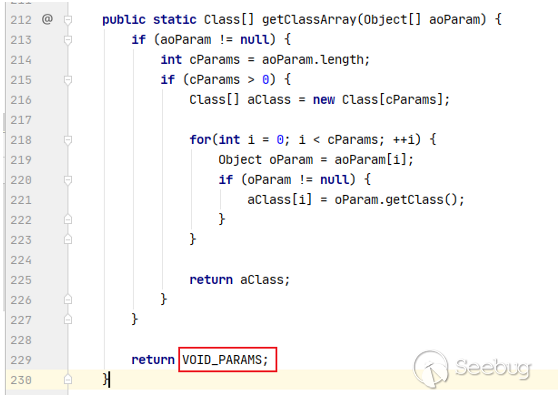 212 @ public static Class[] getClassArray(Object[] aoParam) {
213 if (aoParam != null) {
214 int cParams = aoParam.length;
215 if (cParams > 0) {
216 Class[] aClass = new Class[cParams];
217
218 for(int i = 0; i < cParams; ++i) {
219 Object oParam = aoParam[i];
220 if (oParam != null) {
221 aClass[i] = oParam.getClass();
222 }
223 }
224
225 return aClass;
226 }
227 }
228
229 return VOID_PARAMS;
230 }
Seebug